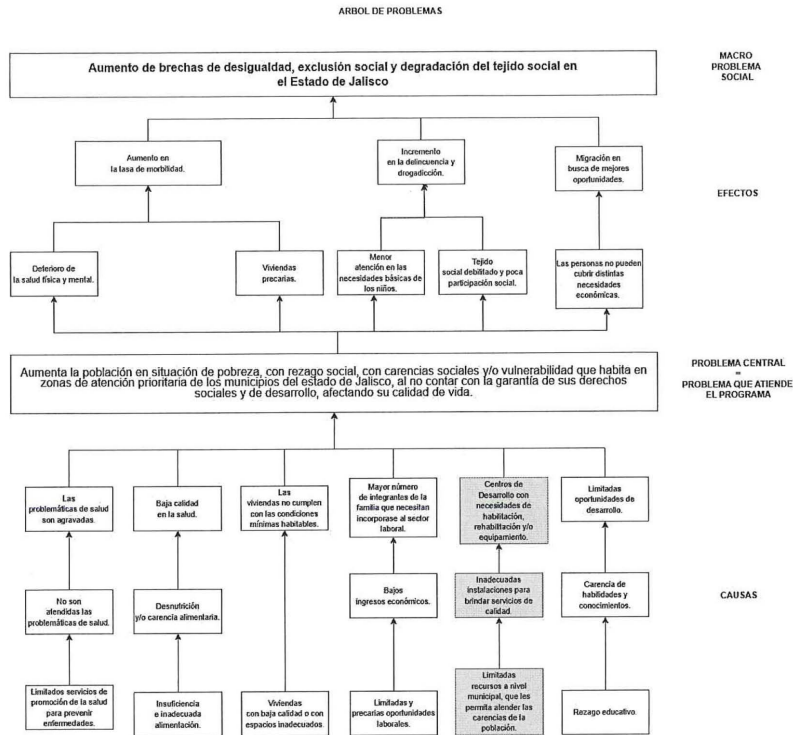 ARBOL DE PROBLEMAS
Aumento de brechas de desigualdad, exclusión social y degradación del tejido social en
el Estado de Jalisco
MACRO
PROBLEMA
SOCIAL
Aumento en
la tasa de morbilidad.
Incremento
en la delincuencia y
drogadicción.
Migración en
busca de mejores
oportunidades.
EFECTOS
Deterioro de
la salud física y mental.
Viviendas
precarias.
Menor
atención en las
necesidades básicas de
los niños.
Tejido
social debilitado y poca
participación social.
Las personas no pueden
cubrir distintas
necesidades
económicas.
Aumenta la población en situación de pobreza, con rezago social, con carencias sociales y/o vulnerabilidad que habita en
zonas de atención prioritaria de los municipios del estado de Jalisco, al no contar con la garantía de sus derechos
sociales y de desarrollo, afectando su calidad de vida.
PROBLEMA CENTRAL
=
PROBLEMA QUE ATIENDE
EL PROGRAMA
Las
problemáticas de salud
son agravadas.
Baja calidad
en la salud.
Las
viviendas no cumplen
con las condiciones
mínimas habitables.
Mayor número
de integrantes de la
familia que necesitan
incorporase al sector
laboral.
Centros de
Desarrollo con
necesidades de
habilitación,
rehabilitación y/o
equipamiento.
Limitadas
oportunidades de
desarrollo.
No son
atendidas las
problemáticas de salud.
Desnutrición
y/o carencia alimentaria.
Bajos
ingresos económicos.
Inadecuadas
instalaciones para
brindar servicios de
calidad.
Carencia de
habilidades y
conocimientos.
CAUSAS
Limitados servicios de
promoción de la salud
para prevenir
enfermedades.
Insuficiencia
e inadecuada
alimentación.
Viviendas
con baja calidad o con
espacios inadecuados.
Limitadas y
precarias oportunidades
laborales.
Limitadas
recursos a nivel
municipal, que les
permita atender las
carencias de la
población.
Rezago educativo.